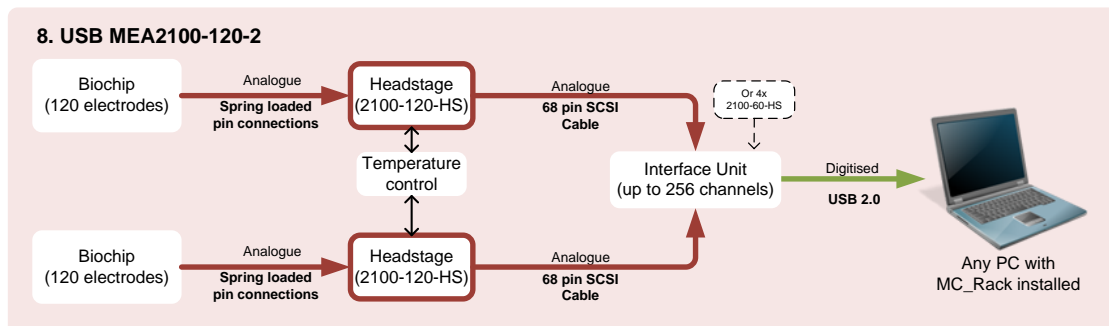 8. USB MEA2100-120-2
Biochip
(120 electrodes)
Analogue
Spring loaded
pin connections
Headstage
(2100-120-HS)
Analogue
68 pin SCSI
Cable
Or 4x
2100-60-HS
Temperature
control
Interface Unit
(up to 256 channels)
Digitised
USB 2.0
Any PC with
MC_Rack installed
Biochip
(120 electrodes)
Analogue
Spring loaded
pin connections
Headstage
(2100-120-HS)
Analogue
68 pin SCSI
Cable